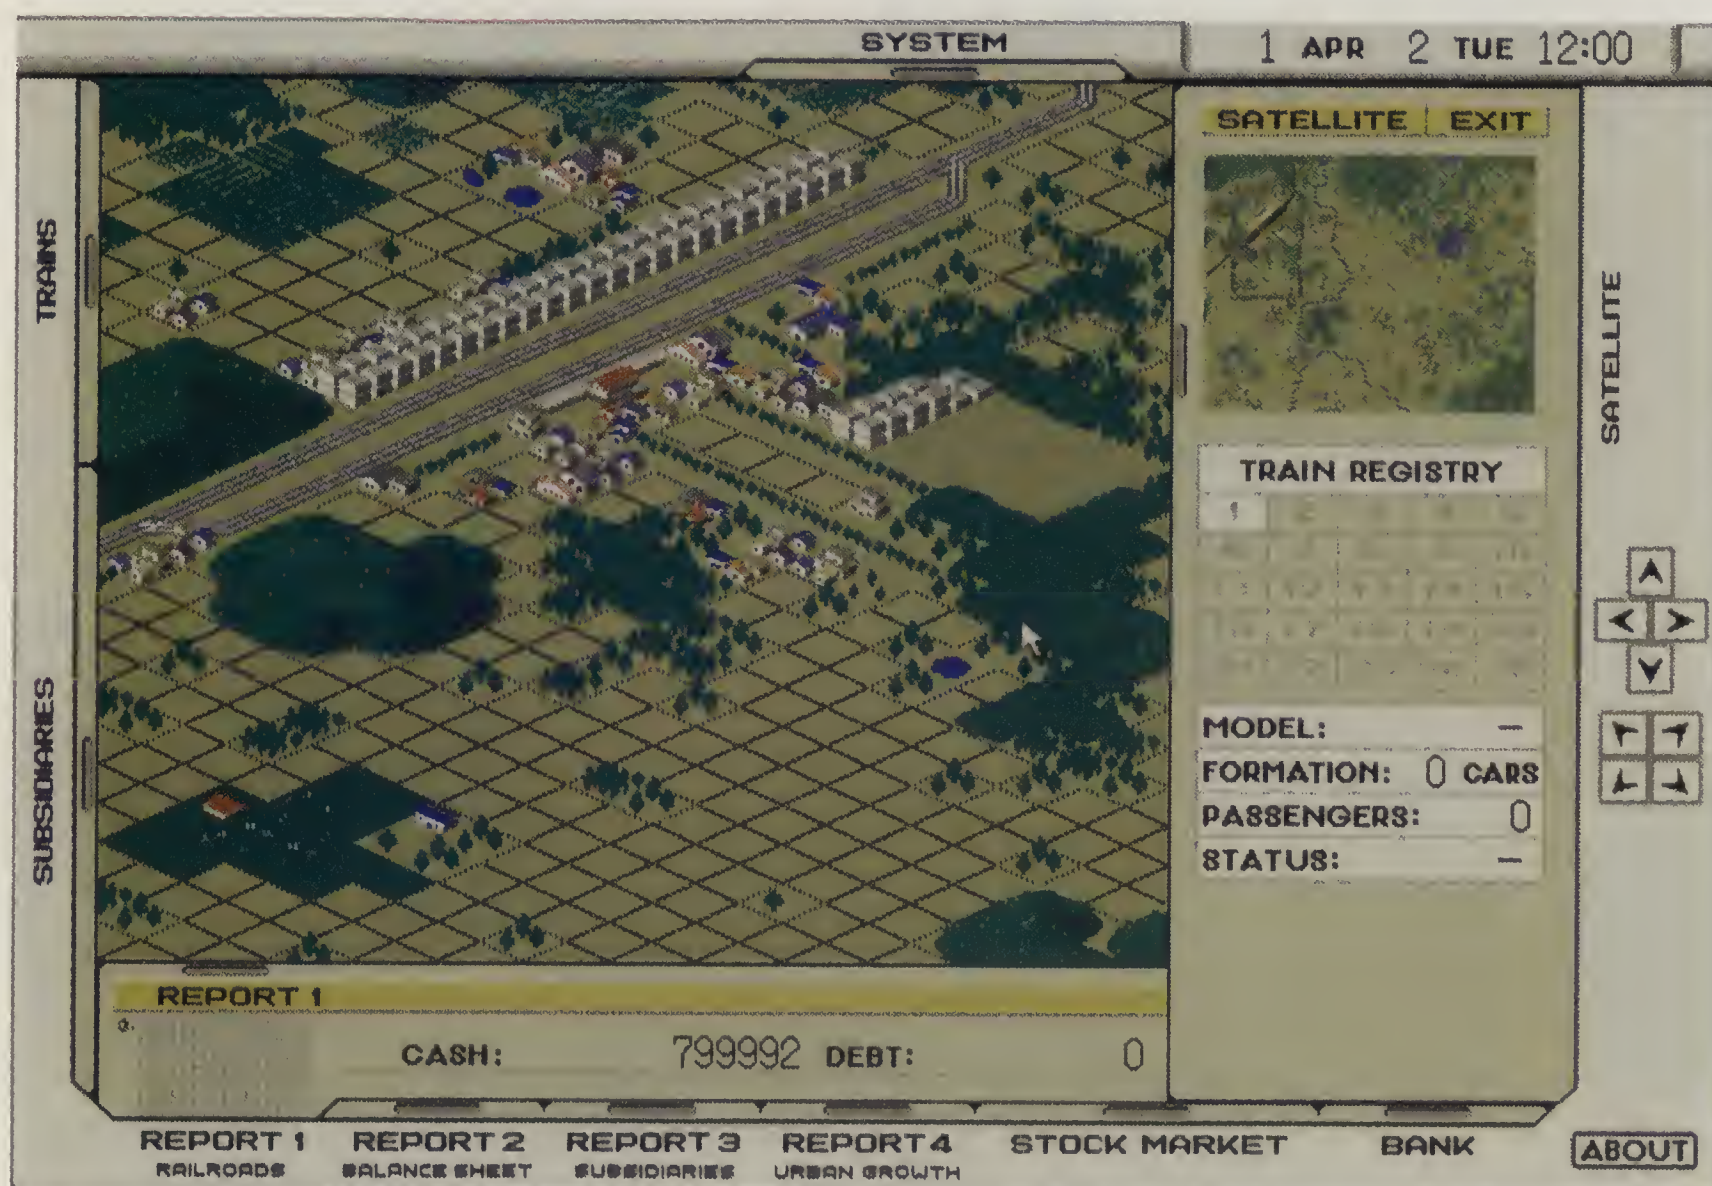 SYSTEM
1 APR 2 TUE 12:00
TRAINS
SUBSIDIARIES
SATELLITE EXIT
SATELLITE
TRAIN REGISTRY
1
MODEL: —
FORMATION: 0 CARS
PASSENGERS: 0
STATUS: —
REPORT 1
CASH: 799992 DEBT: 0
REPORT 1 REPORT 2 REPORT 3 REPORT 4 STOCK MARKET BANK ABOUT
RAILROADS BALANCE SHEET SUBSIDIARIES URBAN GROWTH